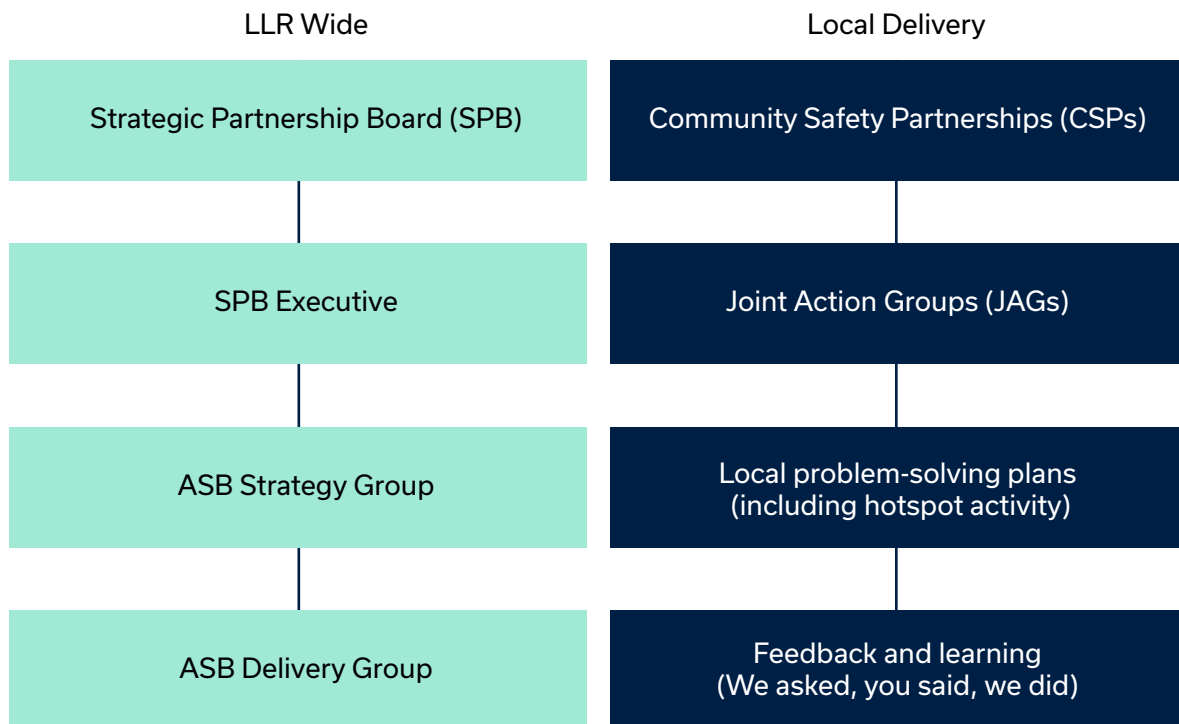 LLR Wide
Strategic Partnership Board (SPB)
SPB Executive
ASB Strategy Group
ASB Delivery Group
Local Delivery
Community Safety Partnerships (CSPs)
Joint Action Groups (JAGs)
Local problem-solving plans
(including hotspot activity)
Feedback and learning
(We asked, you said, we did)